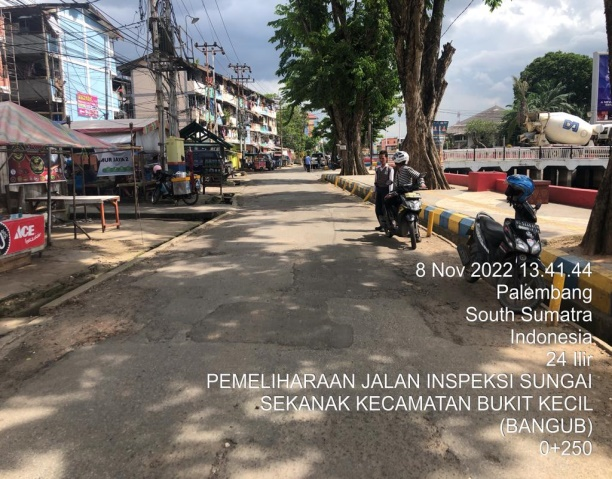 ACE
8 Nov 2022 13.41.44
Palembang
South Sumatra
Indonesia
24 Ilir
PEMELIHARAAN JALAN INSPEKSI SUNGAI
SEKANAK KECAMATAN BUKIT KECIL
(BANGUB)
0+250